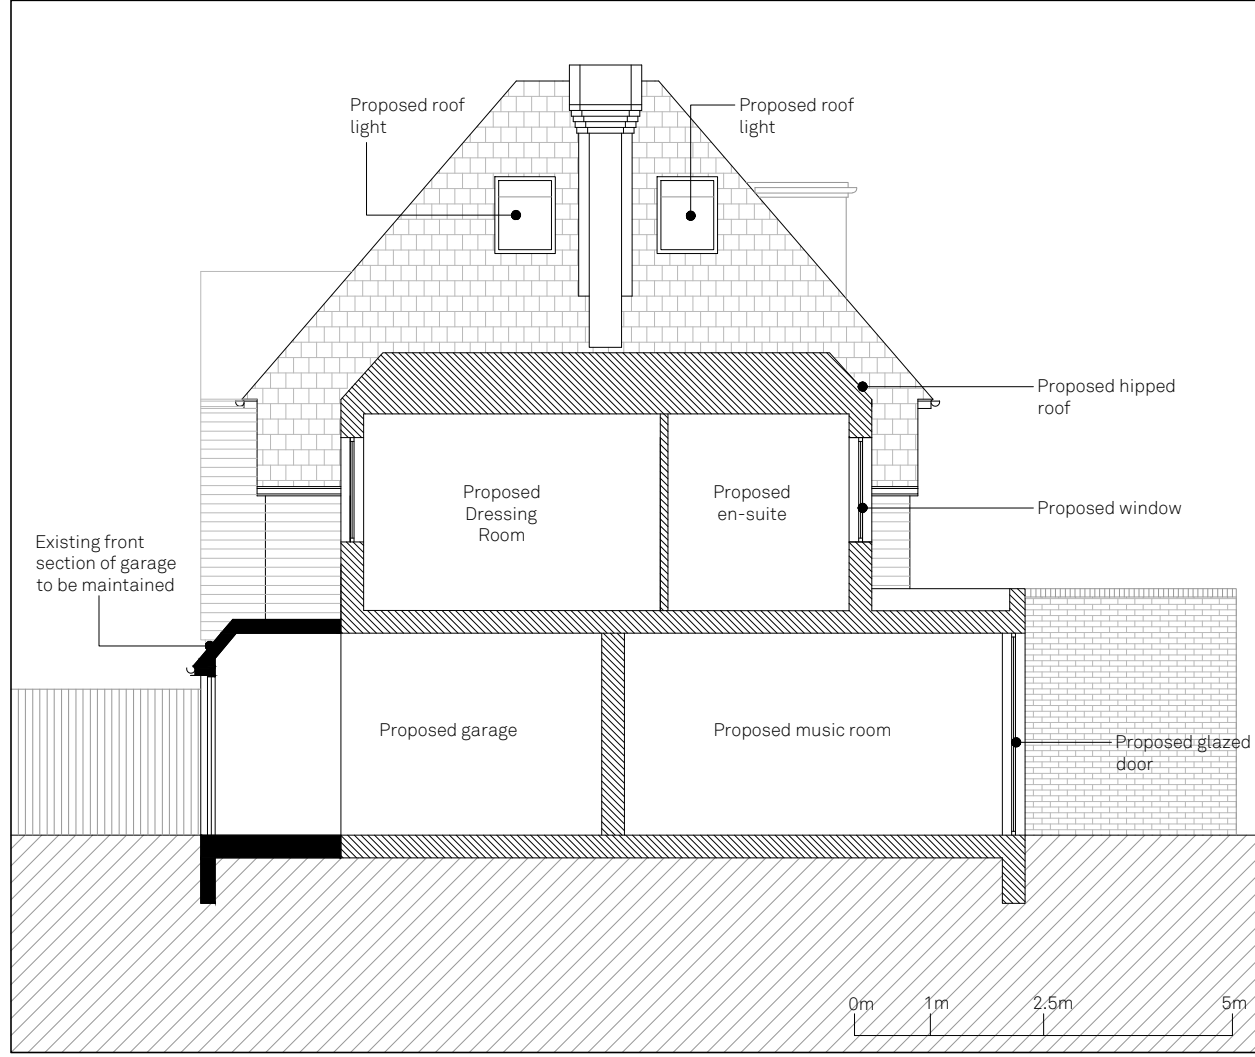 Proposed roof
light
Proposed roof
light
Proposed hipped
roof
Proposed
Dressing
Room
Proposed
en-suite
Proposed window
Existing front
section of garage
to be maintained
Proposed garage
Proposed music room
Proposed glazed
door
0m 1m 2.5m 5m